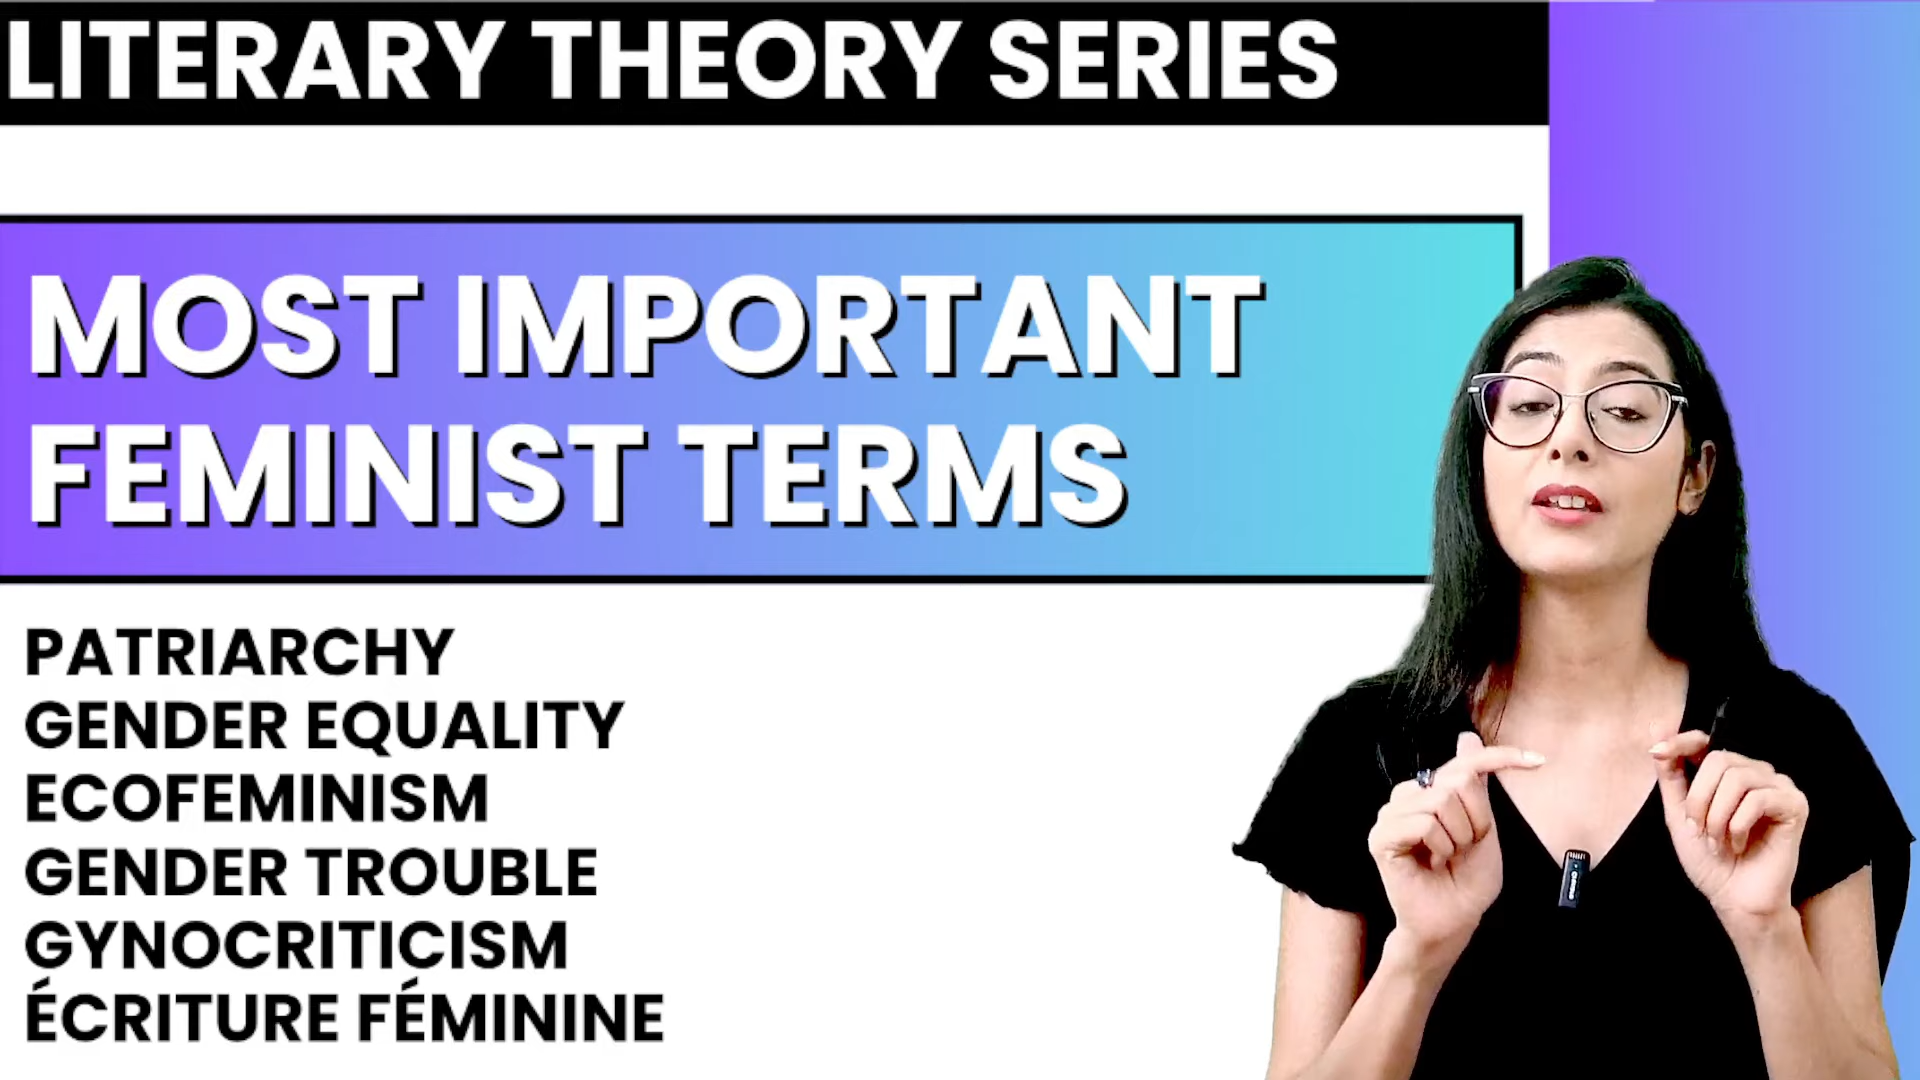 LITERARY THEORY SERIES
MOST IMPORTANT
FEMINIST TERMS
PATRIARCHY
GENDER EQUALITY
ECOFEMINISM
GENDER TROUBLE
GYNOCRITICISM
ÉCRITURE FÉMININE